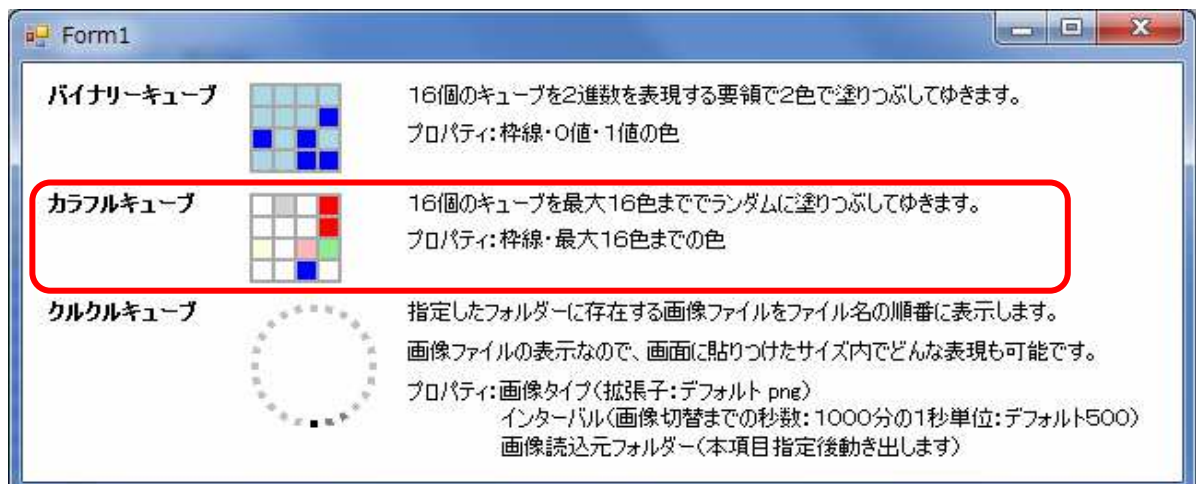 Form1
バイナリーキューブ
16個のキューブを2進数を表現する要領で2色で塗りつぶしてゆきます。
プロパティ:枠線・0値・1値の色
カラフルキューブ
16個のキューブを最大16色まででランダムに塗りつぶしてゆきます。
プロパティ:枠線・最大16色までの色
クルクルキューブ
指定したフォルダーに存在する画像ファイルをファイル名の順番に表示します。
画像ファイルの表示なので、画面に貼りつけたサイズ内でどんな表現も可能です。
プロパティ:画像タイプ(拡張子:デフォルト png)
インターバル(画像切替までの秒数:1000分の1秒単位:デフォルト500)
画像読込元フォルダー(本項目指定後動き出します)